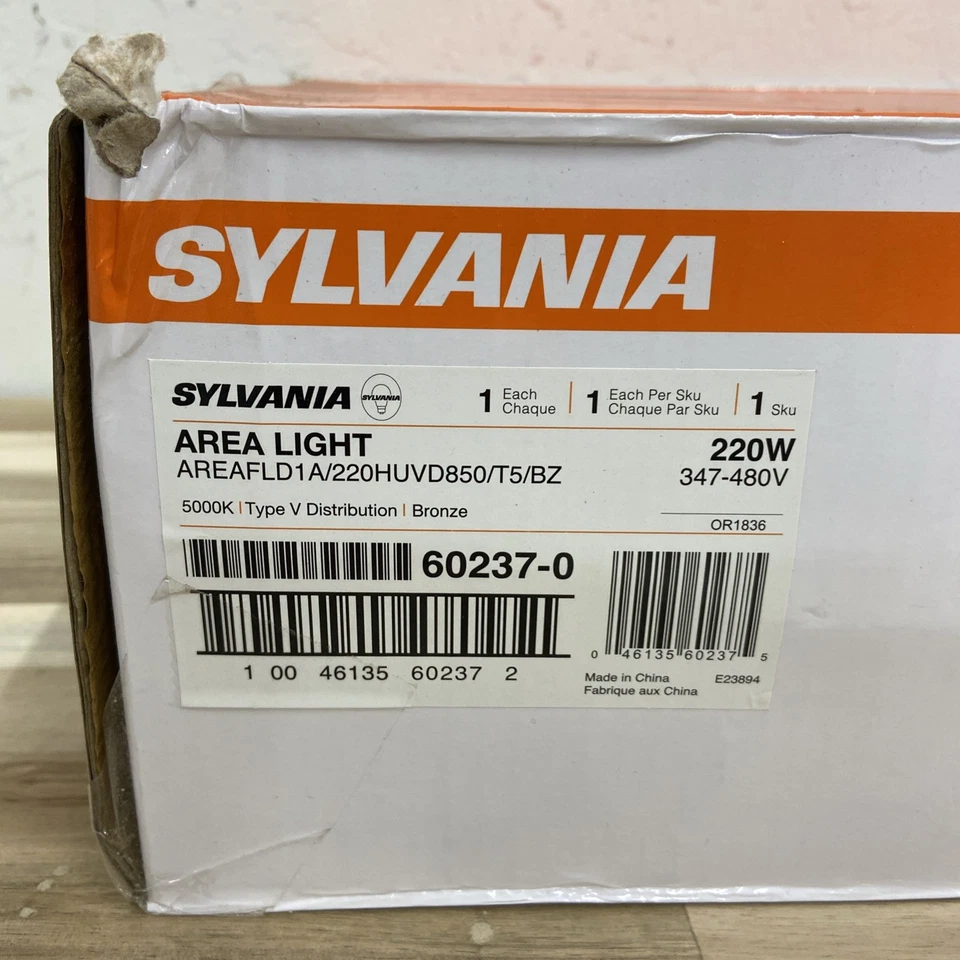 SYLVANIA
SYLVANIA SYLVANIA 1 Each Chaque | 1 Each Per Sku Chaque Par Sku | 1 Sku
AREA LIGHT 220W
AREAFLD1A/220HUVD850/T5/BZ 347-480V
5000K | Type V Distribution | Bronze
OR1836
60237-0
1 00 46135 60237 2
0 46135 60237 5
Made in China E23894
Fabrique aux China